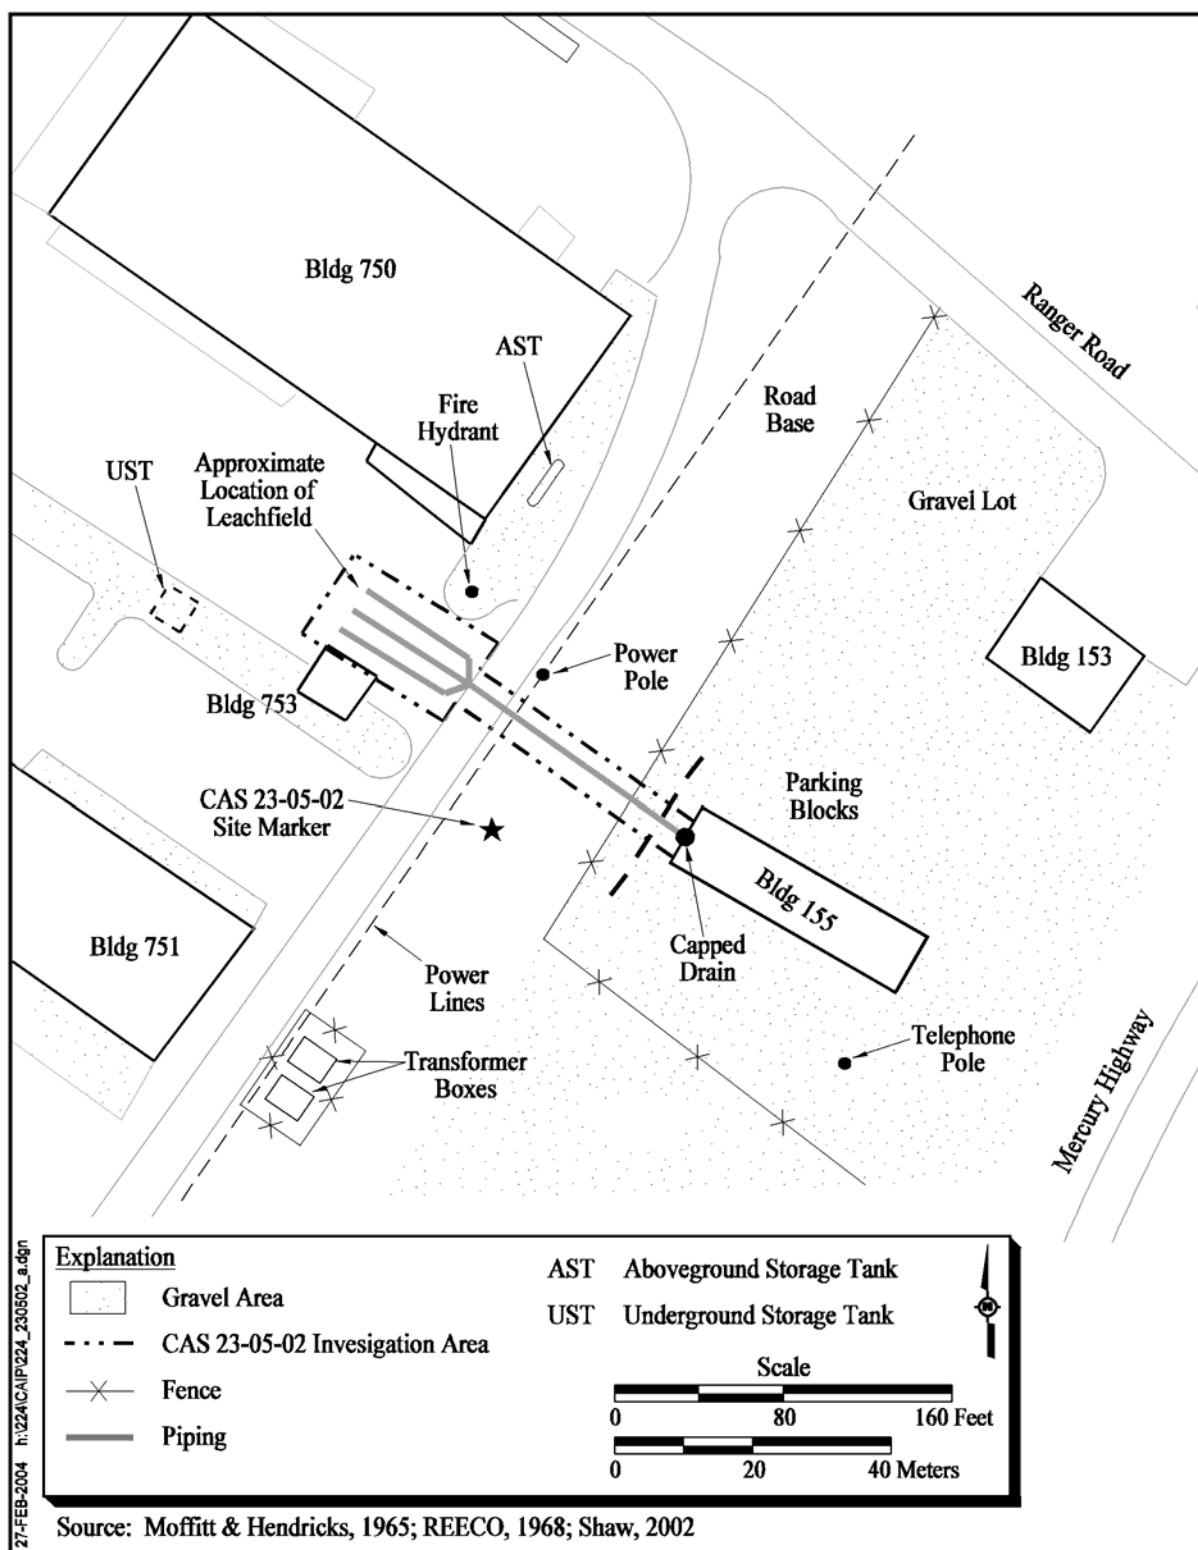 Bldg 750
Ranger Road
AST
Fire
Hydrant
Road
Base
UST
Approximate
Location of
Leachfield
Gravel Lot
Power
Pole
Bldg 153
Bldg 753
Parking
Blocks
CAS 23-05-02
Site Marker
Bldg 155
Bldg 751
Capped
Drain
Power
Lines
Telephone
Pole
Transformer
Boxes
Mercury Highway
27-FEB-2004 h:\224\CAIP\224_230502_a.dgn
Explanation
Gravel Area
CAS 23-05-02 Invesigation Area
Fence
Piping
AST Aboveground Storage Tank
UST Underground Storage Tank
N
Scale
0 80 160 Feet
0 20 40 Meters
Source: Moffitt & Hendricks, 1965; REECO, 1968; Shaw, 2002